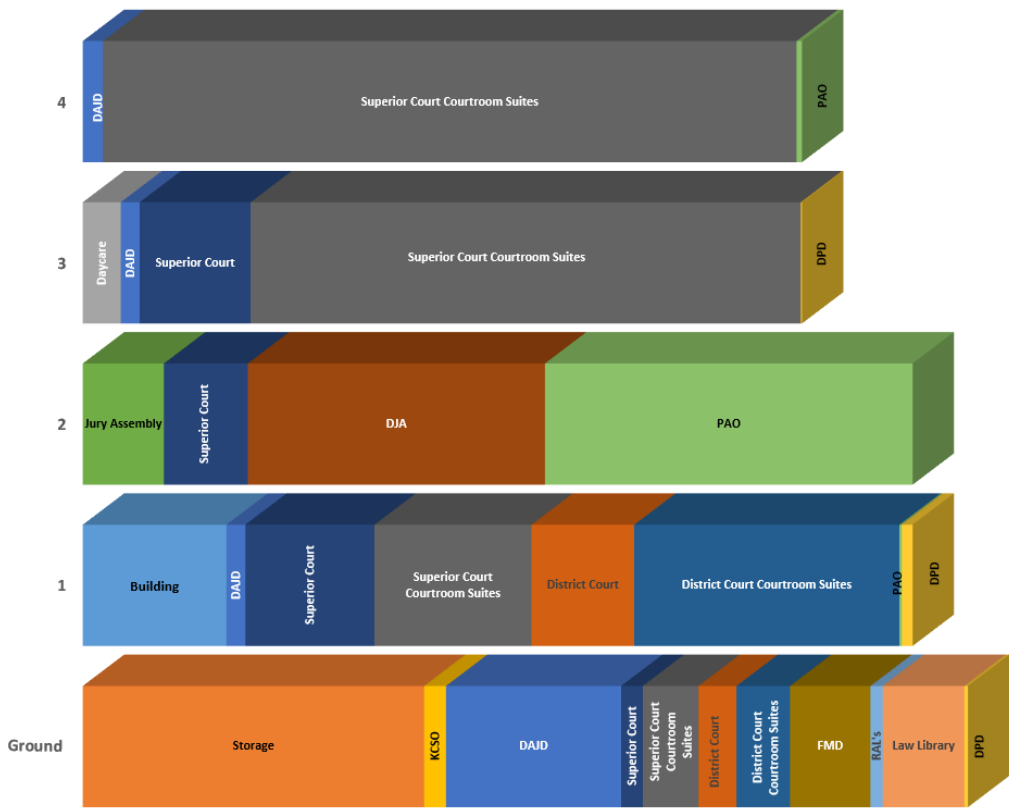 4
DAJD
Superior Court Courtroom Suites
PAO
3
Daycare
DAJD
Superior Court
Superior Court Courtroom Suites
DPD
2
Jury Assembly
Superior Court
DJA
PAO
1
Building
DAJD
Superior Court
Superior Court
Courtroom Suites
District Court
District Court Courtroom Suites
PAO
DPD
Ground
Storage
KCSO
DAJD
Superior Court
Superior Court
Courtroom
Suites
District Court
District Court
Courtroom Suites
FMD
RAL's
Law Library
DPD